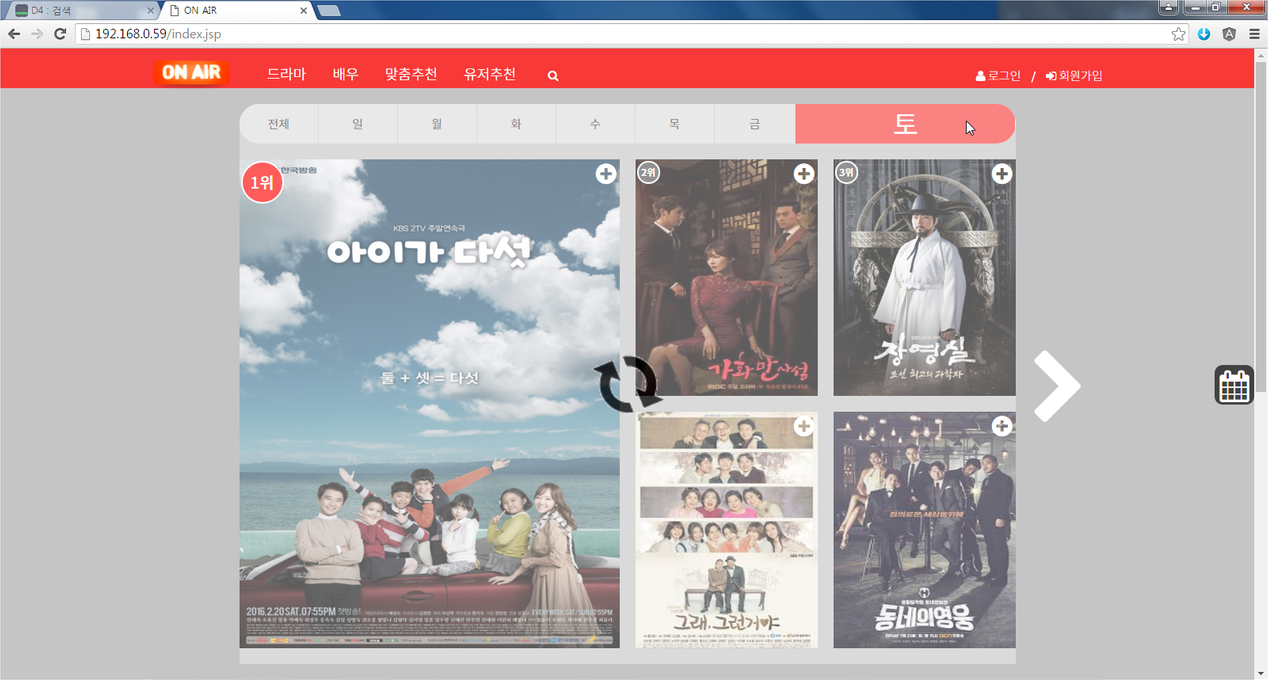 D4 : 검색
ON AIR
192.168.0.59/index.jsp
ON AIR
드라마
배우
맞춤추천
유저추천
로그인 / 회원가입
전체
일
월
화
수
목
금
토
1위
한국방송
KBS 2TV 주말연속극
아이가 다섯
둘 + 셋 = 다섯
2016.2.20 SAT. 07:55PM 첫방송!
EVERY WEEK SAT / SUN 07:55PM
2위
가화만사성
3위
장영실
조선 최고의 과학자
그래, 그런거야
동네의 영웅